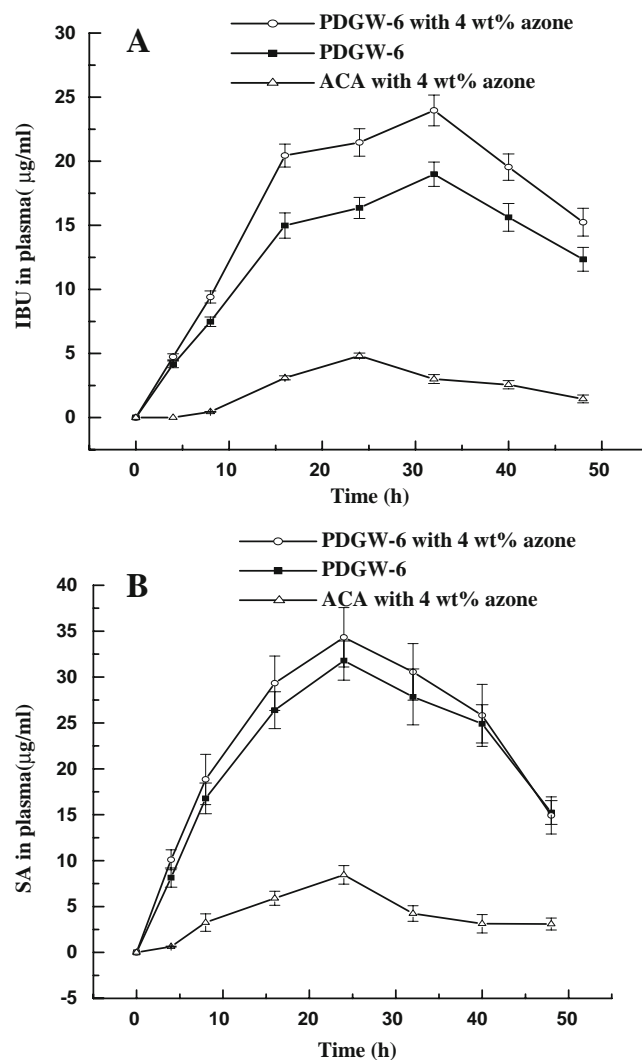 PDGW-6 with 4 wt% azone
PDGW-6
ACA with 4 wt% azone
A
30
25
20
15
10
5
0
IBU in plasma( μg/ml)
0 10 20 30 40 50
Time (h)
PDGW-6 with 4 wt% azone
PDGW-6
ACA with 4 wt% azone
B
40
35
30
25
20
15
10
5
0
-5
SA in plasma(μg/ml)
0 10 20 30 40 50
Time (h)